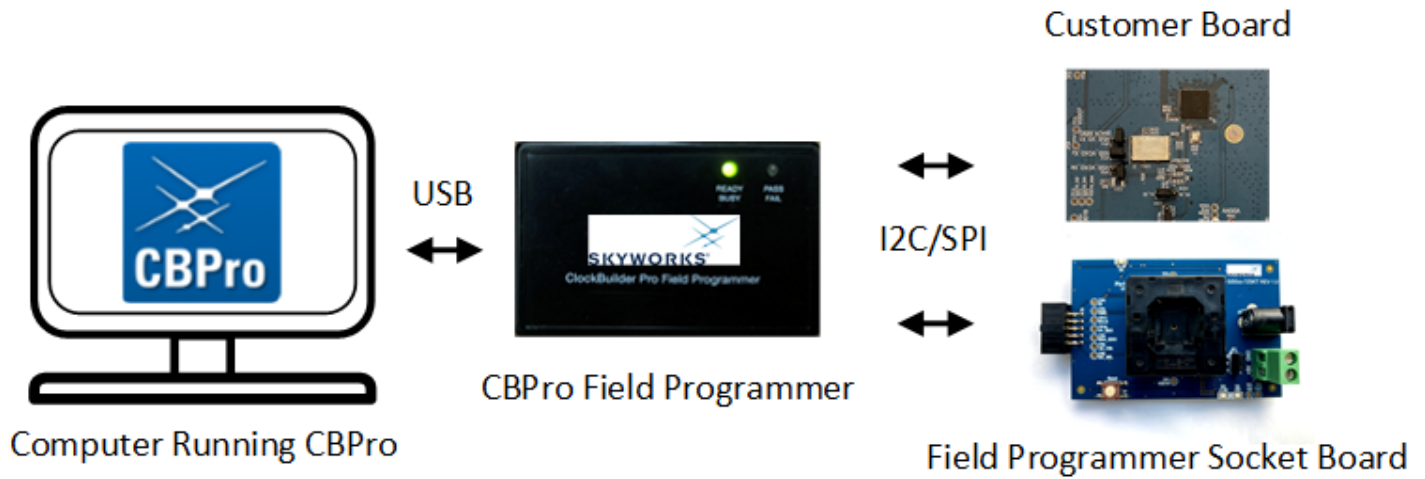 Customer Board
CBPro
USB
READY
BUSY
PASS
FAIL
SKYWORKS®
ClockBuilder Pro Field Programmer
I2C/SPI
CBPro Field Programmer
Computer Running CBPro
Field Programmer Socket Board